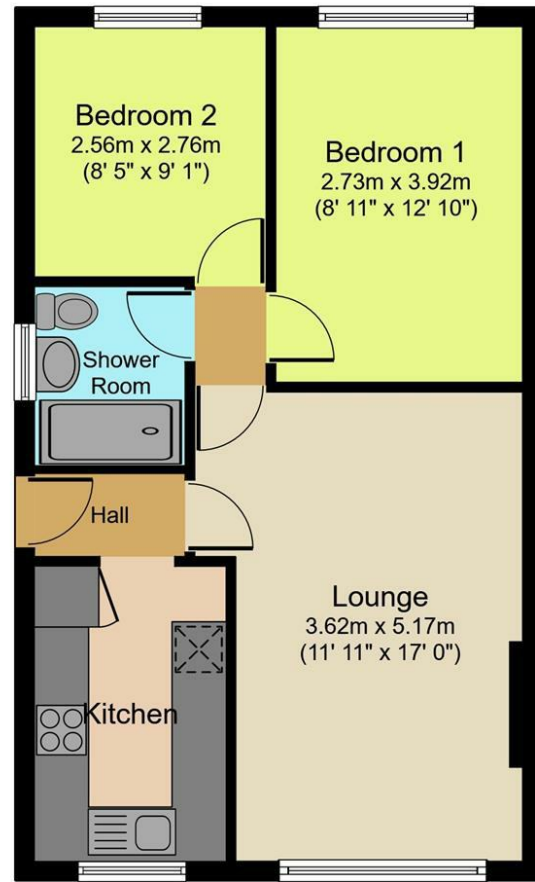 Bedroom 2
2.56m x 2.76m
(8' 5" x 9' 1")
Bedroom 1
2.73m x 3.92m
(8' 11" x 12' 10")
Shower
Room
Hall
Lounge
3.62m x 5.17m
(11' 11" x 17' 0")
Kitchen